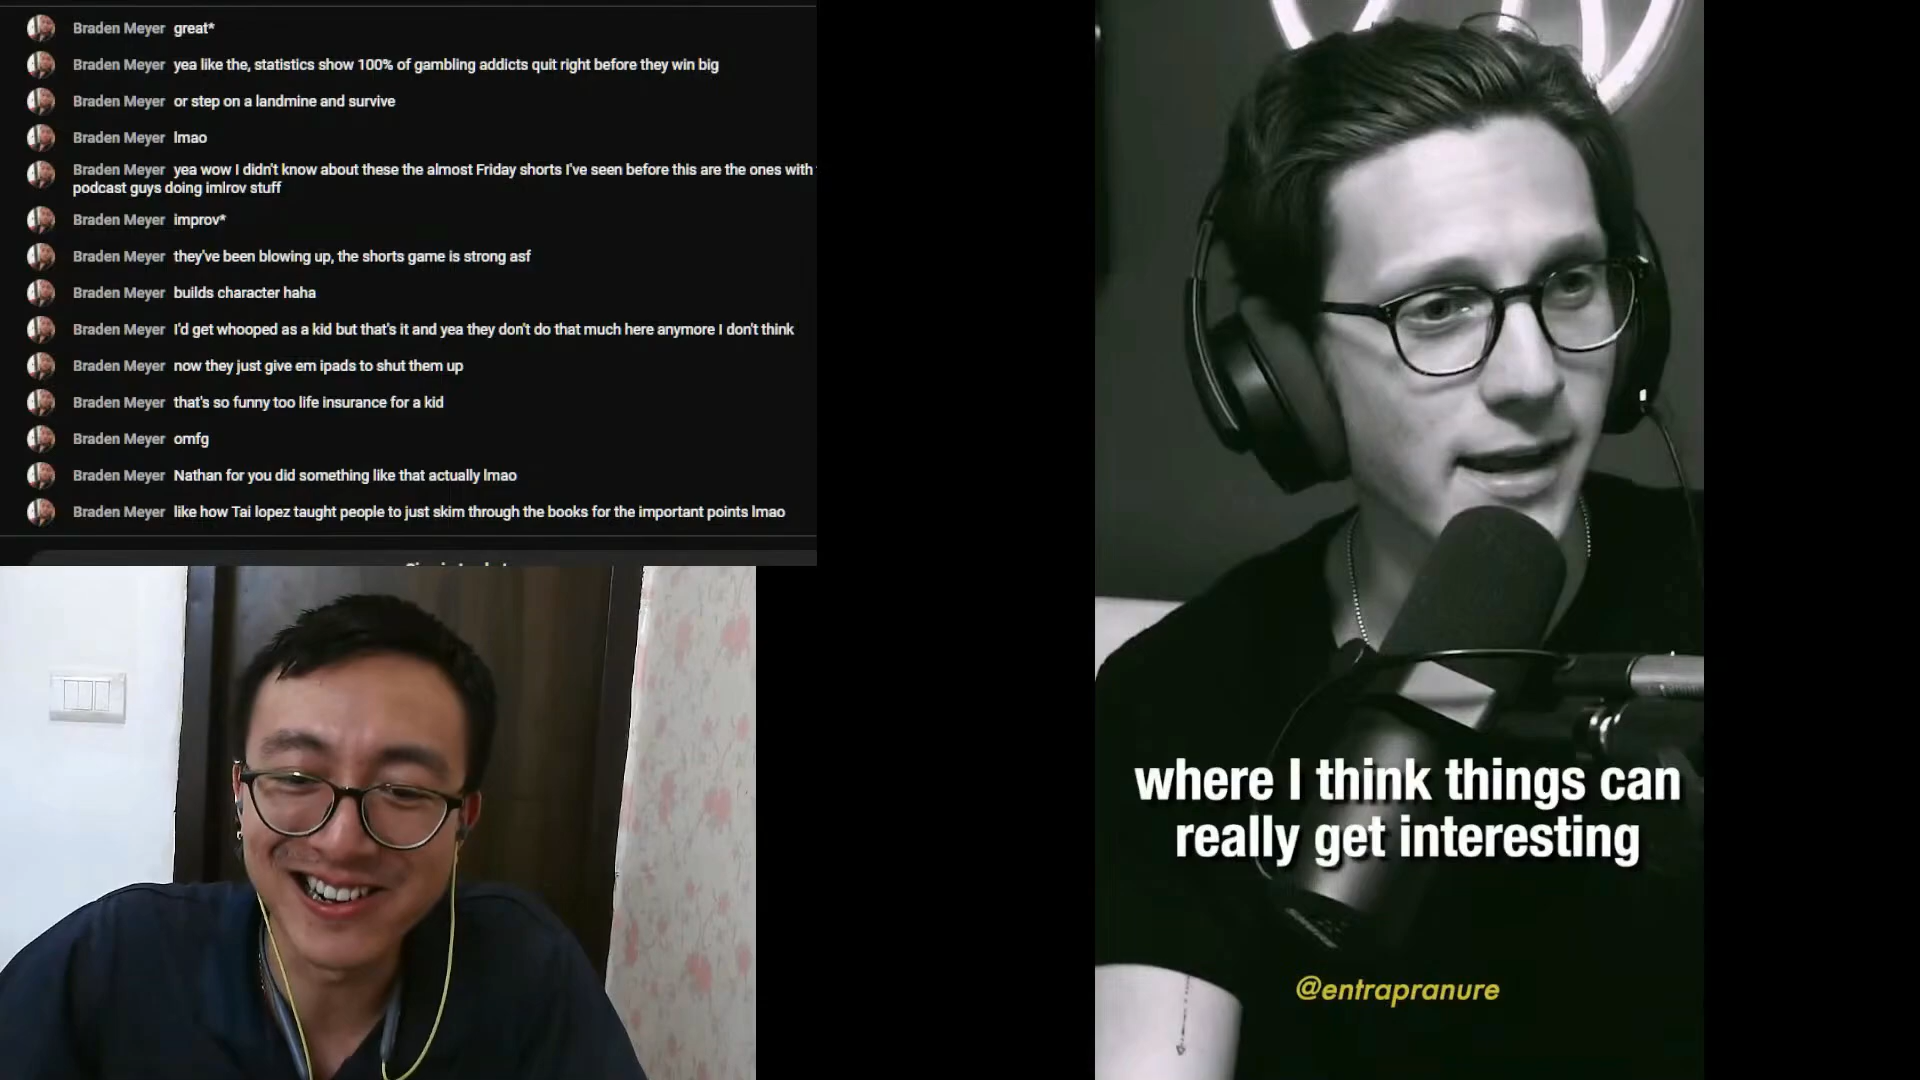 Braden Meyer great*
Braden Meyer yea like the, statistics show 100% of gambling addicts quit right before they win big
Braden Meyer or step on a landmine and survive
Braden Meyer lmao
Braden Meyer yea wow I didn't know about these the almost Friday shorts I've seen before this are the ones with
podcast guys doing imlrov stuff
Braden Meyer improv*
Braden Meyer they've been blowing up, the shorts game is strong asf
Braden Meyer builds character haha
Braden Meyer I'd get whooped as a kid but that's it and yea they don't do that much here anymore I don't think
Braden Meyer now they just give em ipads to shut them up
Braden Meyer that's so funny too life insurance for a kid
Braden Meyer omfg
Braden Meyer Nathan for you did something like that actually lmao
Braden Meyer like how Tai lopez taught people to just skim through the books for the important points lmao
where I think things can
really get interesting
@entrapranure